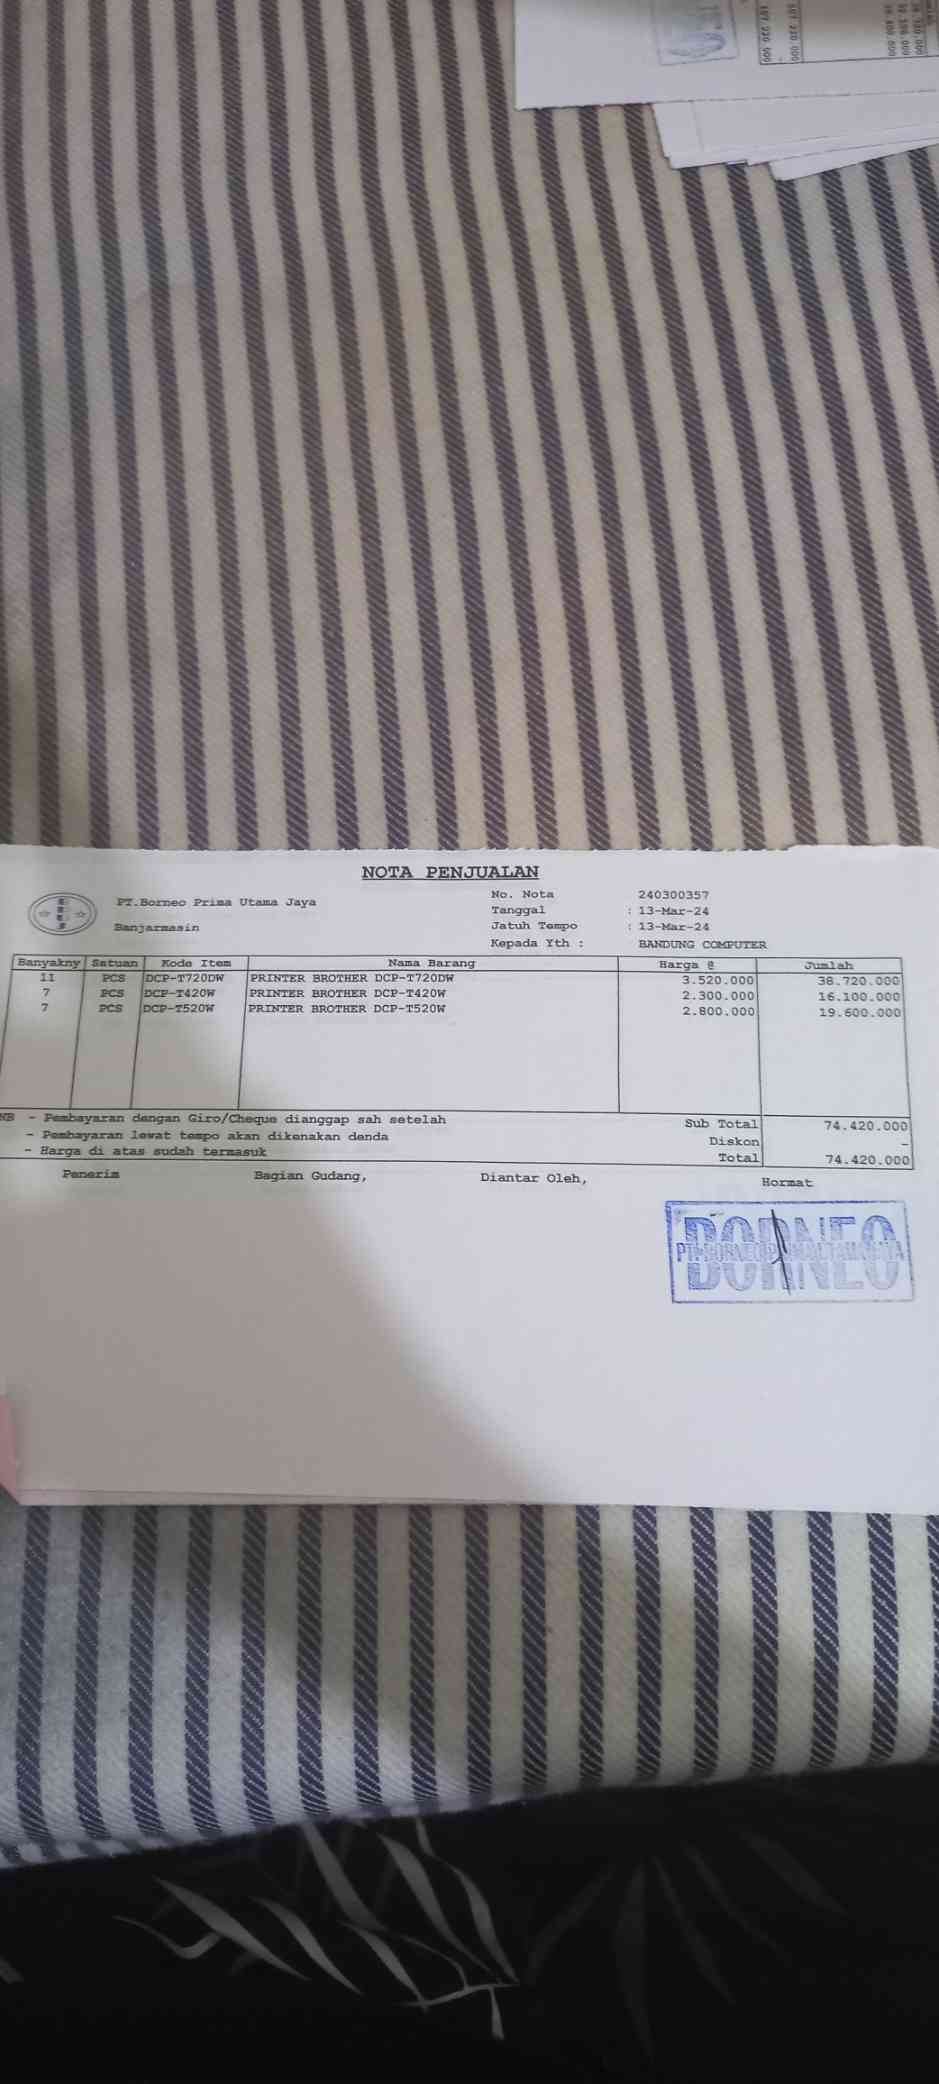 NOTA PENJUALAN
PT.Borneo Prima Utama Jaya
Banjarmasin
No. Nota 240300357
Tanggal : 13-Mar-24
Jatuh Tempo : 13-Mar-24
Kepada Yth : BANDUNG COMPUTER
Banyakny Satuan Kode Item Nama Barang Harga @ Jumlah
11 PCS DCP-T720DW PRINTER BROTHER DCP-T720DW 3.520.000 38.720.000
7 PCS DCP-T420W PRINTER BROTHER DCP-T420W 2.300.000 16.100.000
7 PCS DCP-T520W PRINTER BROTHER DCP-T520W 2.800.000 19.600.000
NB - Pembayaran dengan Giro/Cheque dianggap sah setelah
- Pembayaran lewat tempo akan dikenakan denda
- Harga di atas sudah termasuk
Sub Total 74.420.000
Diskon -
Total 74.420.000
Penerim Bagian Gudang, Diantar Oleh, Hormat
BORNEO